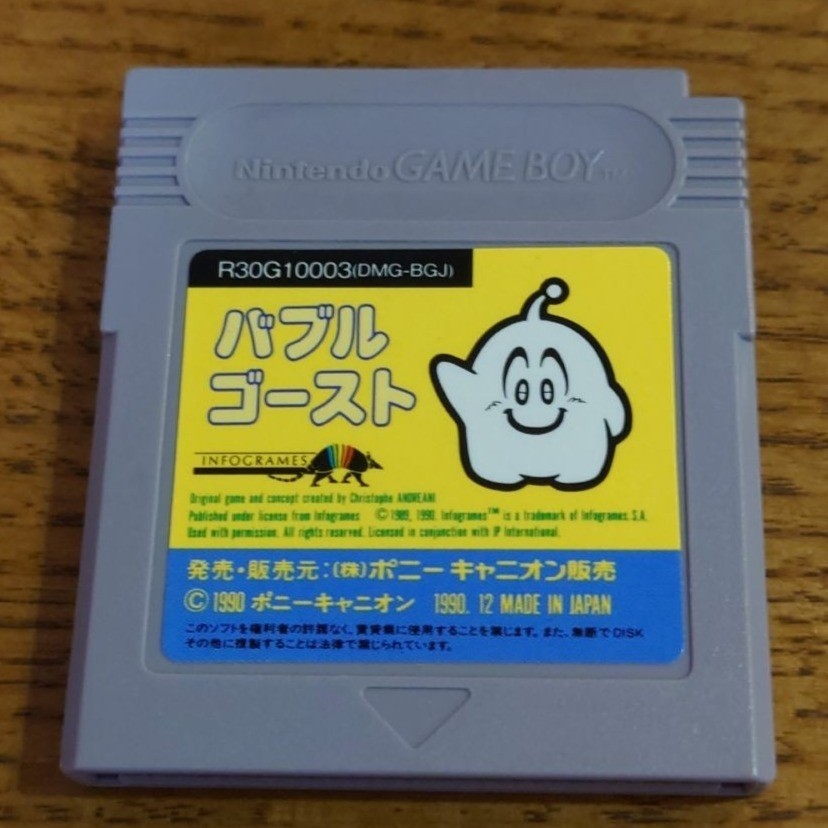 Nintendo GAME BOY™
R30G10003(DMG-BGJ)
バブル
ゴースト
INFOGRAMES
Original game and concept created by Christophe ANDREANI
Published under license from Infogrames ©1989, 1990. Infogrames™ is a trademark of Infogrames. S.A.
Used with permission. All rights reserved. Licensed in conjunction with IP International.
発売・販売元:(株)ポニーキャニオン販売
©1990 ポニーキャニオン 1990. 12 MADE IN JAPAN
このソフトを権利者の許諾なく、賃貸業に使用することを禁じます。また、無断でDISK
その他に複製することは法律で禁じられています。